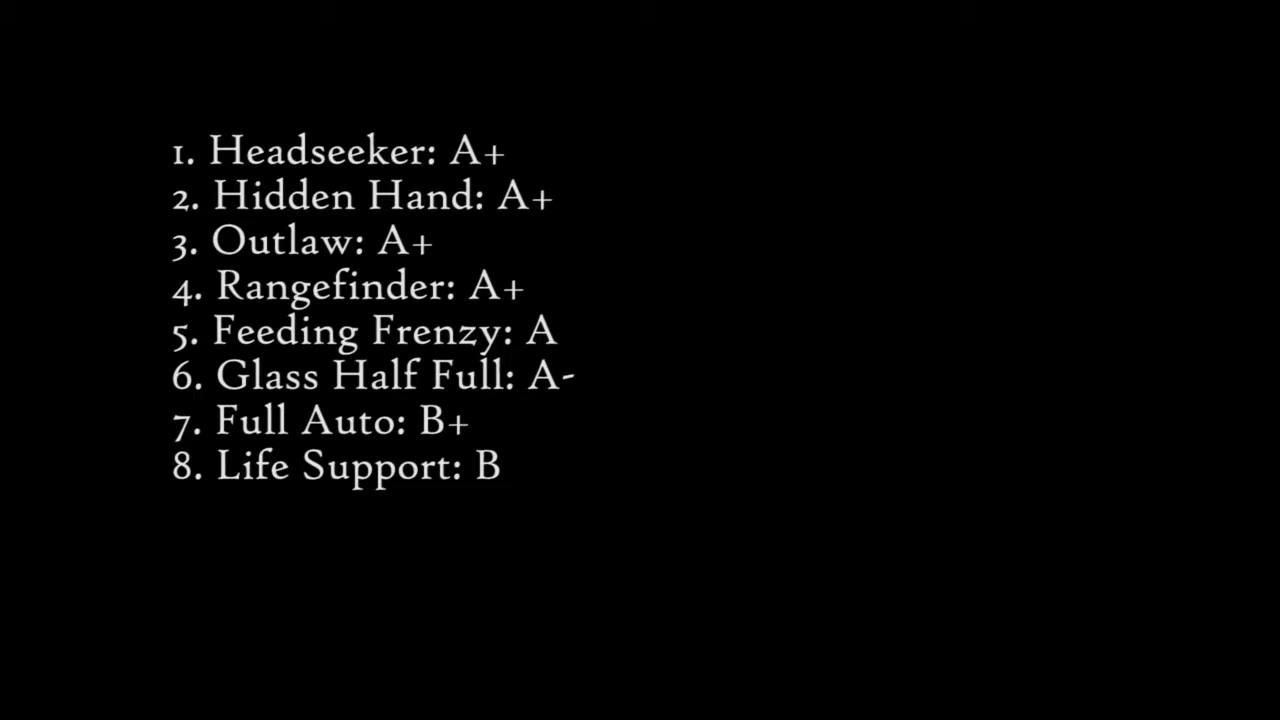 1. Headseeker: A+
2. Hidden Hand: A+
3. Outlaw: A+
4. Rangefinder: A+
5. Feeding Frenzy: A
6. Glass Half Full: A-
7. Full Auto: B+
8. Life Support: B